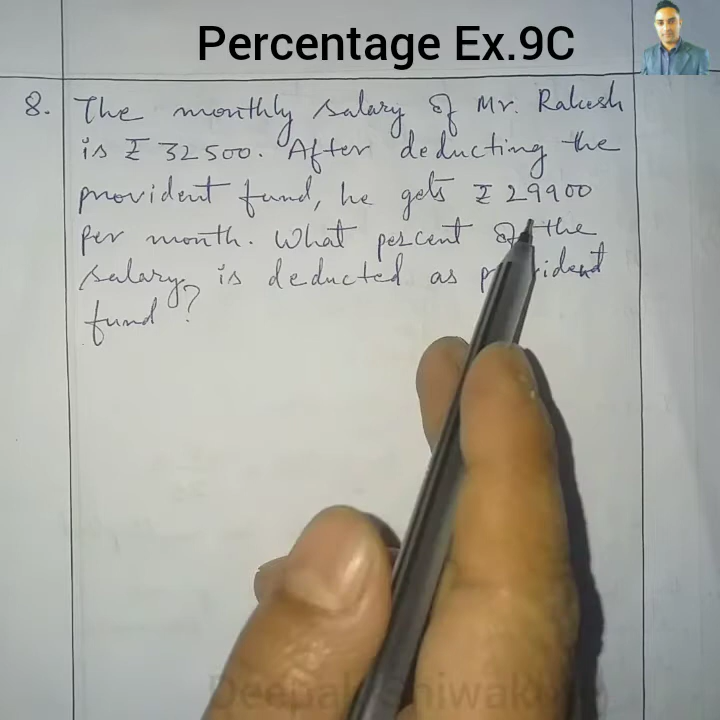 Percentage Ex.9C
8. The monthly salary of Mr. Rakesh
is ₹ 32500. After deducting the
provident fund, he gets ₹ 29900
per month. What percent of the
salary is deducted as provident
fund?